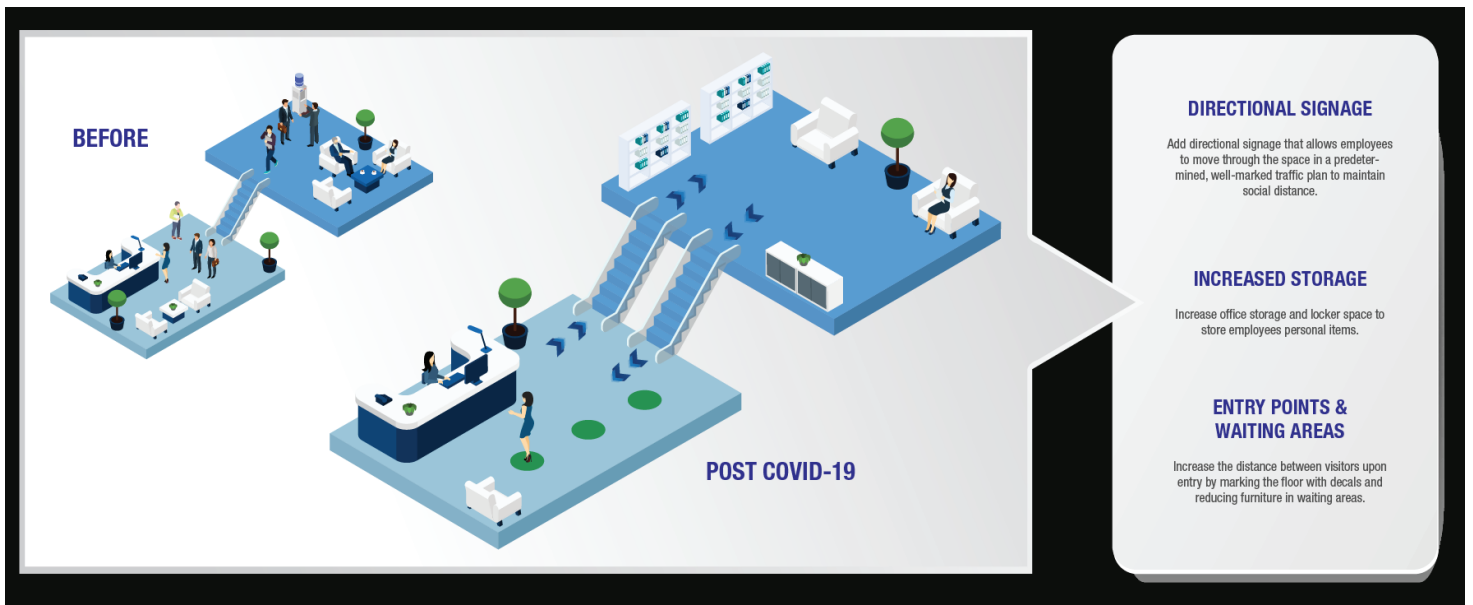 BEFORE
POST COVID-19
DIRECTIONAL SIGNAGE
Add directional signage that allows employees
to move through the space in a predeter-
mined, well-marked traffic plan to maintain
social distance.
INCREASED STORAGE
Increase office storage and locker space to
store employees personal items.
ENTRY POINTS &
WAITING AREAS
Increase the distance between visitors upon
entry by marking the floor with decals and
reducing furniture in waiting areas.